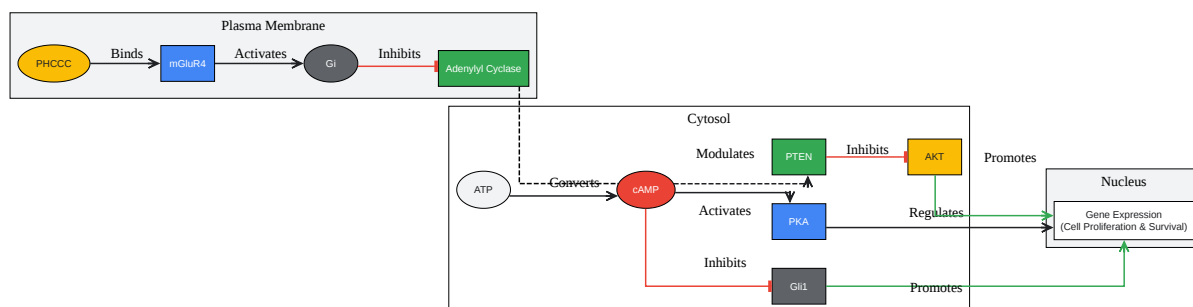 Plasma Membrane
PHCCC
Binds
mGluR4
Activates
Gi
Inhibits
Adenylyl Cyclase
Cytosol
Modulates
PTEN
Inhibits
AKT
Promotes
ATP
Converts
cAMP
Activates
PKA
Regulates
Nucleus
Gene Expression
(Cell Proliferation & Survival)
Inhibits
Gli1
Promotes